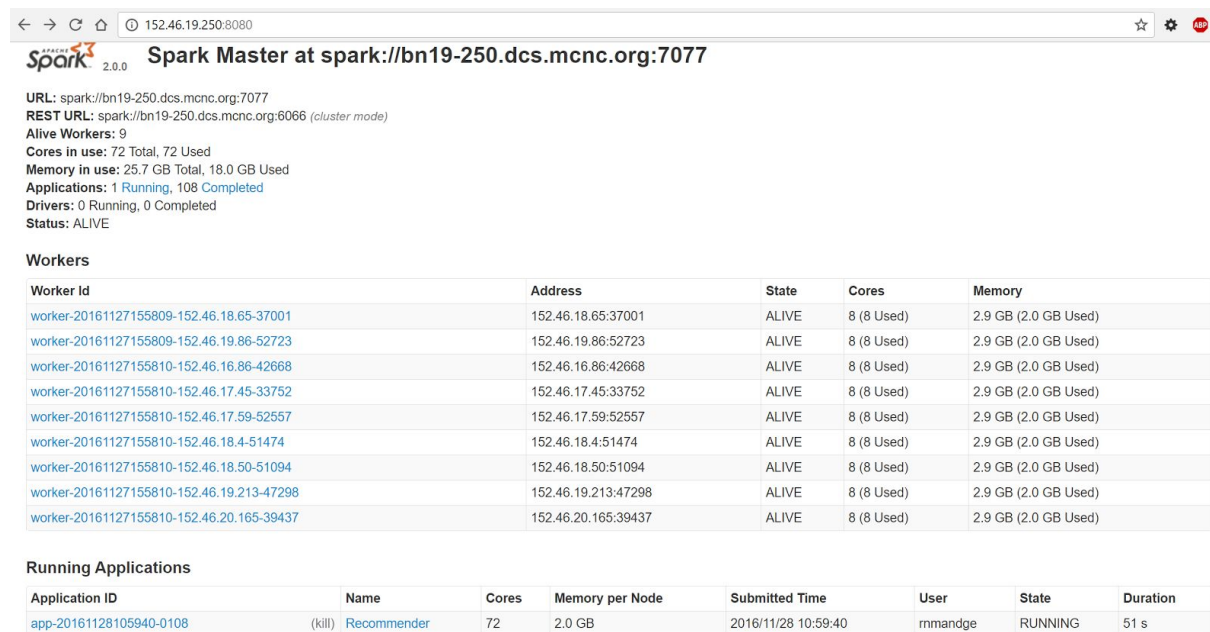 152.46.19.250:8080
ABP
APACHE Spark 2.0.0 Spark Master at spark://bn19-250.dcs.mcnc.org:7077
URL: spark://bn19-250.dcs.mcnc.org:7077
REST URL: spark://bn19-250.dcs.mcnc.org:6066 (cluster mode)
Alive Workers: 9
Cores in use: 72 Total, 72 Used
Memory in use: 25.7 GB Total, 18.0 GB Used
Applications: 1 Running, 108 Completed
Drivers: 0 Running, 0 Completed
Status: ALIVE
Workers
Worker Id Address State Cores Memory
worker-20161127155809-152.46.18.65-37001 152.46.18.65:37001 ALIVE 8 (8 Used) 2.9 GB (2.0 GB Used)
worker-20161127155809-152.46.19.86-52723 152.46.19.86:52723 ALIVE 8 (8 Used) 2.9 GB (2.0 GB Used)
worker-20161127155810-152.46.16.86-42668 152.46.16.86:42668 ALIVE 8 (8 Used) 2.9 GB (2.0 GB Used)
worker-20161127155810-152.46.17.45-33752 152.46.17.45:33752 ALIVE 8 (8 Used) 2.9 GB (2.0 GB Used)
worker-20161127155810-152.46.17.59-52557 152.46.17.59:52557 ALIVE 8 (8 Used) 2.9 GB (2.0 GB Used)
worker-20161127155810-152.46.18.4-51474 152.46.18.4:51474 ALIVE 8 (8 Used) 2.9 GB (2.0 GB Used)
worker-20161127155810-152.46.18.50-51094 152.46.18.50:51094 ALIVE 8 (8 Used) 2.9 GB (2.0 GB Used)
worker-20161127155810-152.46.19.213-47298 152.46.19.213:47298 ALIVE 8 (8 Used) 2.9 GB (2.0 GB Used)
worker-20161127155810-152.46.20.165-39437 152.46.20.165:39437 ALIVE 8 (8 Used) 2.9 GB (2.0 GB Used)
Running Applications
Application ID Name Cores Memory per Node Submitted Time User State Duration
app-20161128105940-0108 (kill) Recommender 72 2.0 GB 2016/11/28 10:59:40 rnmandge RUNNING 51 s